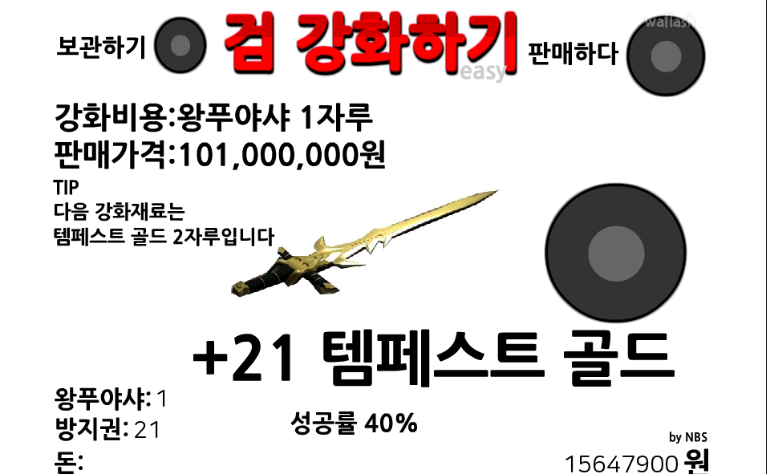 보관하기
검 강화하기
easy
판매하다
waflash
강화비용:왕푸야샤 1자루
판매가격:101,000,000원
TIP
다음 강화재료는
템페스트 골드 2자루입니다
+21 템페스트 골드
왕푸야샤: 1
방지권: 21
성공률 40%
by NBS
돈: 15647900 원